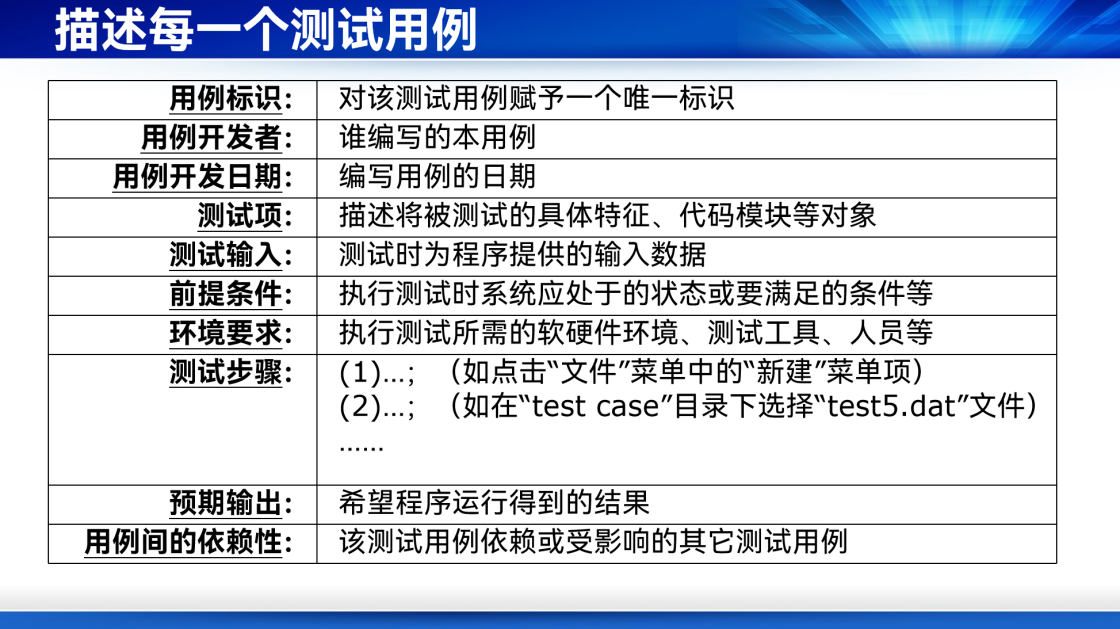 描述每一个测试用例
用例标识: 对该测试用例赋予一个唯一标识
用例开发者: 谁编写的本用例
用例开发日期: 编写用例的日期
测试项: 描述将被测试的具体特征、代码模块等对象
测试输入: 测试时为程序提供的输入数据
前提条件: 执行测试时系统应处于的状态或要满足的条件等
环境要求: 执行测试所需的软硬件环境、测试工具、人员等
测试步骤: (1)…; （如点击“文件”菜单中的“新建”菜单项）
(2)…; （如在“test case”目录下选择“test5.dat”文件）
……
预期输出: 希望程序运行得到的结果
用例间的依赖性: 该测试用例依赖或受影响的其它测试用例